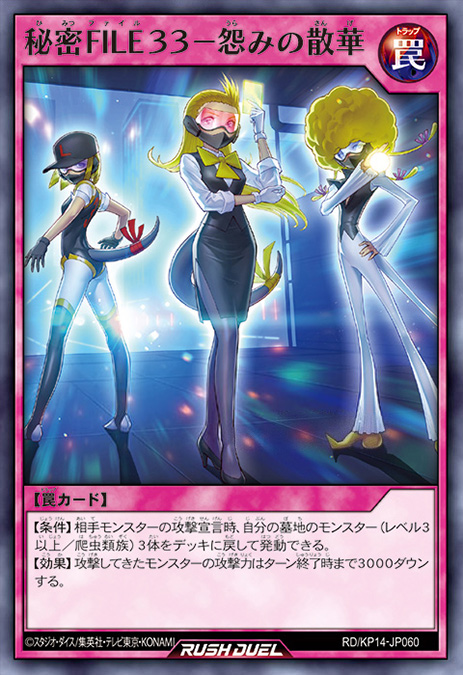 秘密FILE33－怨みの散華
トラップ
罠
【罠カード】
【条件】相手モンスターの攻撃宣言時、自分の墓地のモンスター(レベル3
以上／爬虫類族)3体をデッキに戻して発動できる。
【効果】攻撃してきたモンスターの攻撃力はターン終了時まで3000ダウン
する。
©スタジオ・ダイス/集英社・テレビ東京・KONAMI
RUSH DUEL
RD/KP14-JP060